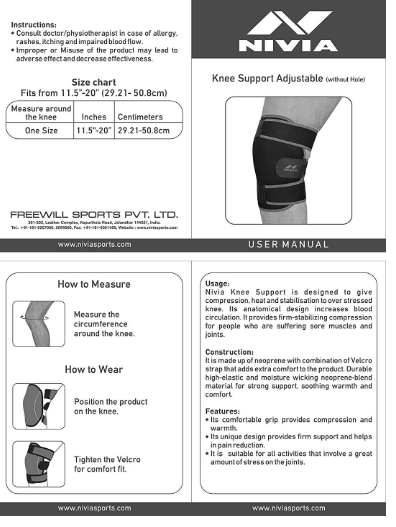 Instructions:
• Consult doctor/physiotherapist in case of allergy,
rashes, itching and impaired blood flow.
• Improper or Misuse of the product may lead to
adverse effect and decrease effectiveness.
Size chart
Fits from 11.5"-20" (29.21- 50.8cm)
Measure around
the knee
Inches
Centimeters
One Size
11.5"-20"
29.21-50.8cm
FREEWILL SPORTS PVT. LTD.
www.niviasports.com
NIVIA
Knee Support Adjustable (without Hole)
NIVIA
USER MANUAL
How to Measure
Measure the
circumference
around the knee.
How to Wear
Position the product
on the knee.
Tighten the Velcro
for comfort fit.
www.niviasports.com
Usage:
Nivia Knee Support is designed to give
compression, heat and stabilisation to over stressed
knee. Its anatomical design increases blood
circulation. It provides firm-stabilizing compression
for people who are suffering sore muscles and
joints.
Construction:
It is made up of neoprene with combination of Velcro
strap that adds extra comfort to the product. Durable
high-elastic and moisture wicking neoprene-blend
material for strong support, soothing warmth and
comfort.
Features:
• Its comfortable grip provides compression and
warmth.
• Its unique design provides firm support and helps
in pain reduction.
• It is suitable for all activities that involve a great
amount of stress on the joints.
www.niviasports.com